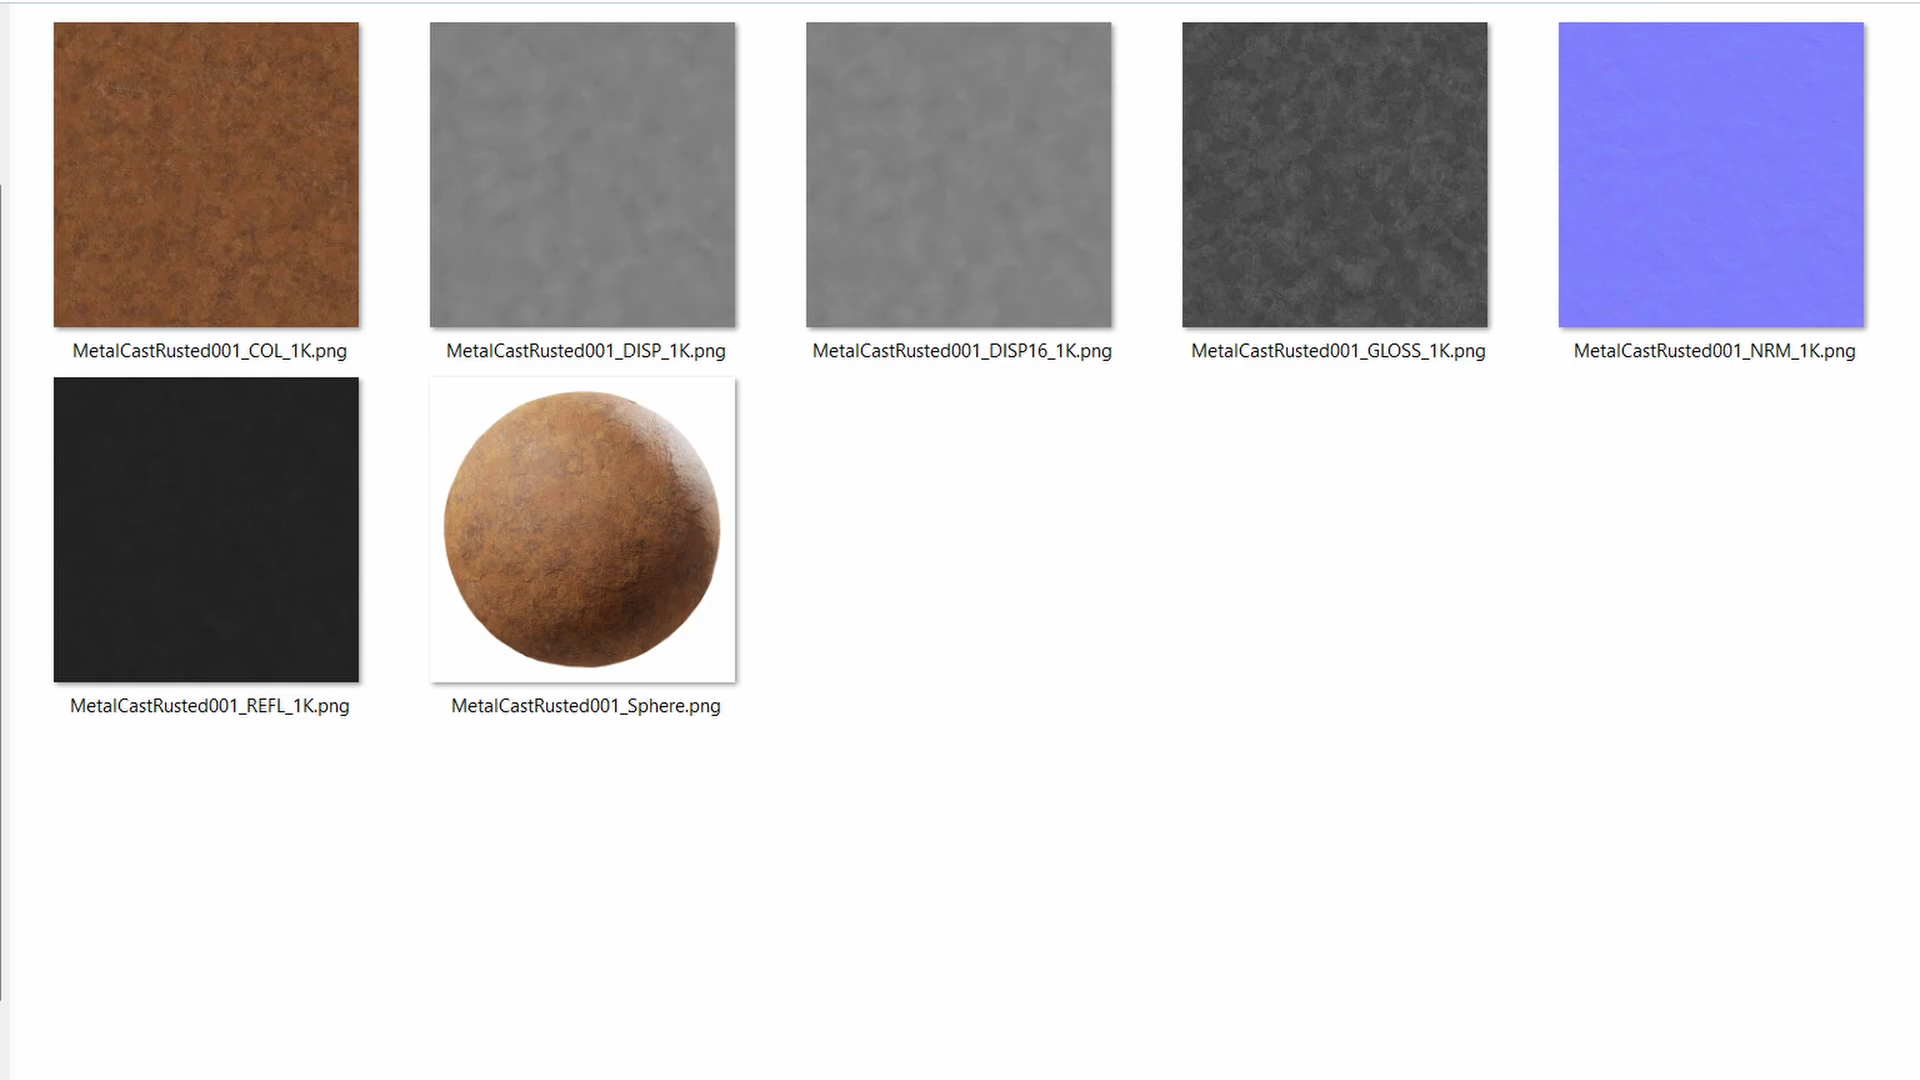 MetalCastRusted001_COL_1K.png
MetalCastRusted001_DISP_1K.png
MetalCastRusted001_DISP16_1K.png
MetalCastRusted001_GLOSS_1K.png
MetalCastRusted001_NRM_1K.png
MetalCastRusted001_REFL_1K.png
MetalCastRusted001_Sphere.png